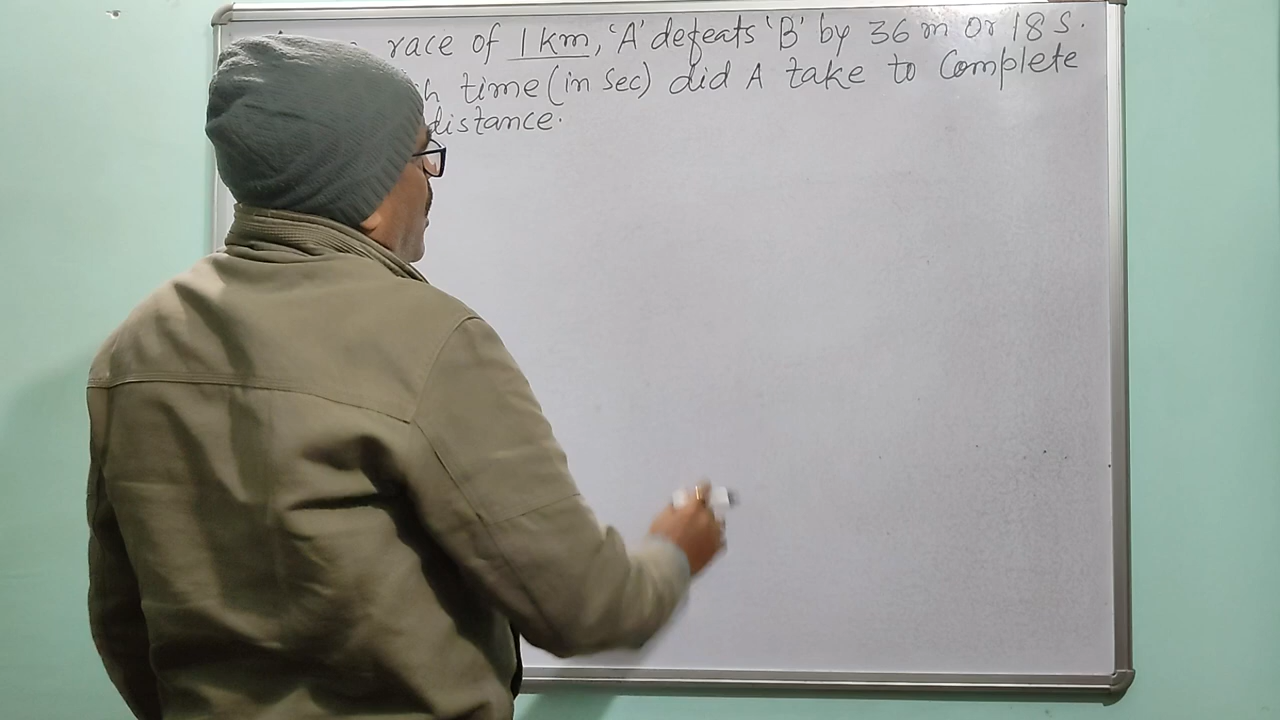 race of 1 km, 'A' defeats 'B' by 36 m or 18 s.
time (in sec) did A take to Complete
distance.